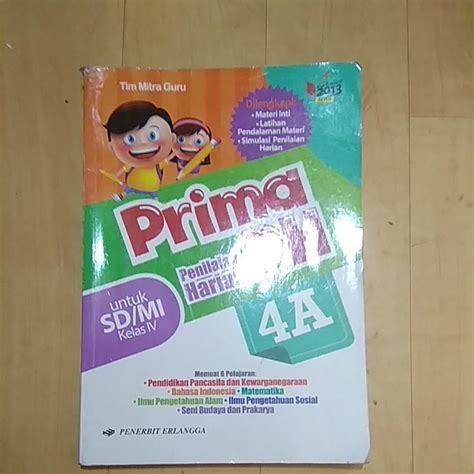 Tim Mitra Guru
2013
Dilengkapi:
• Materi Inti
• Latihan
Pendalaman Materi
• Simulasi Penilaian
Harian
Prima
Penilaian
Harian
untuk
SD/MI
Kelas IV
4A
Memuat 6 Pelajaran:
• Pendidikan Pancasila dan Kewarganegaraan
• Bahasa Indonesia • Matematika
• Ilmu Pengetahuan Alam • Ilmu Pengetahuan Sosial
• Seni Budaya dan Prakarya
PENERBIT ERLANGGA